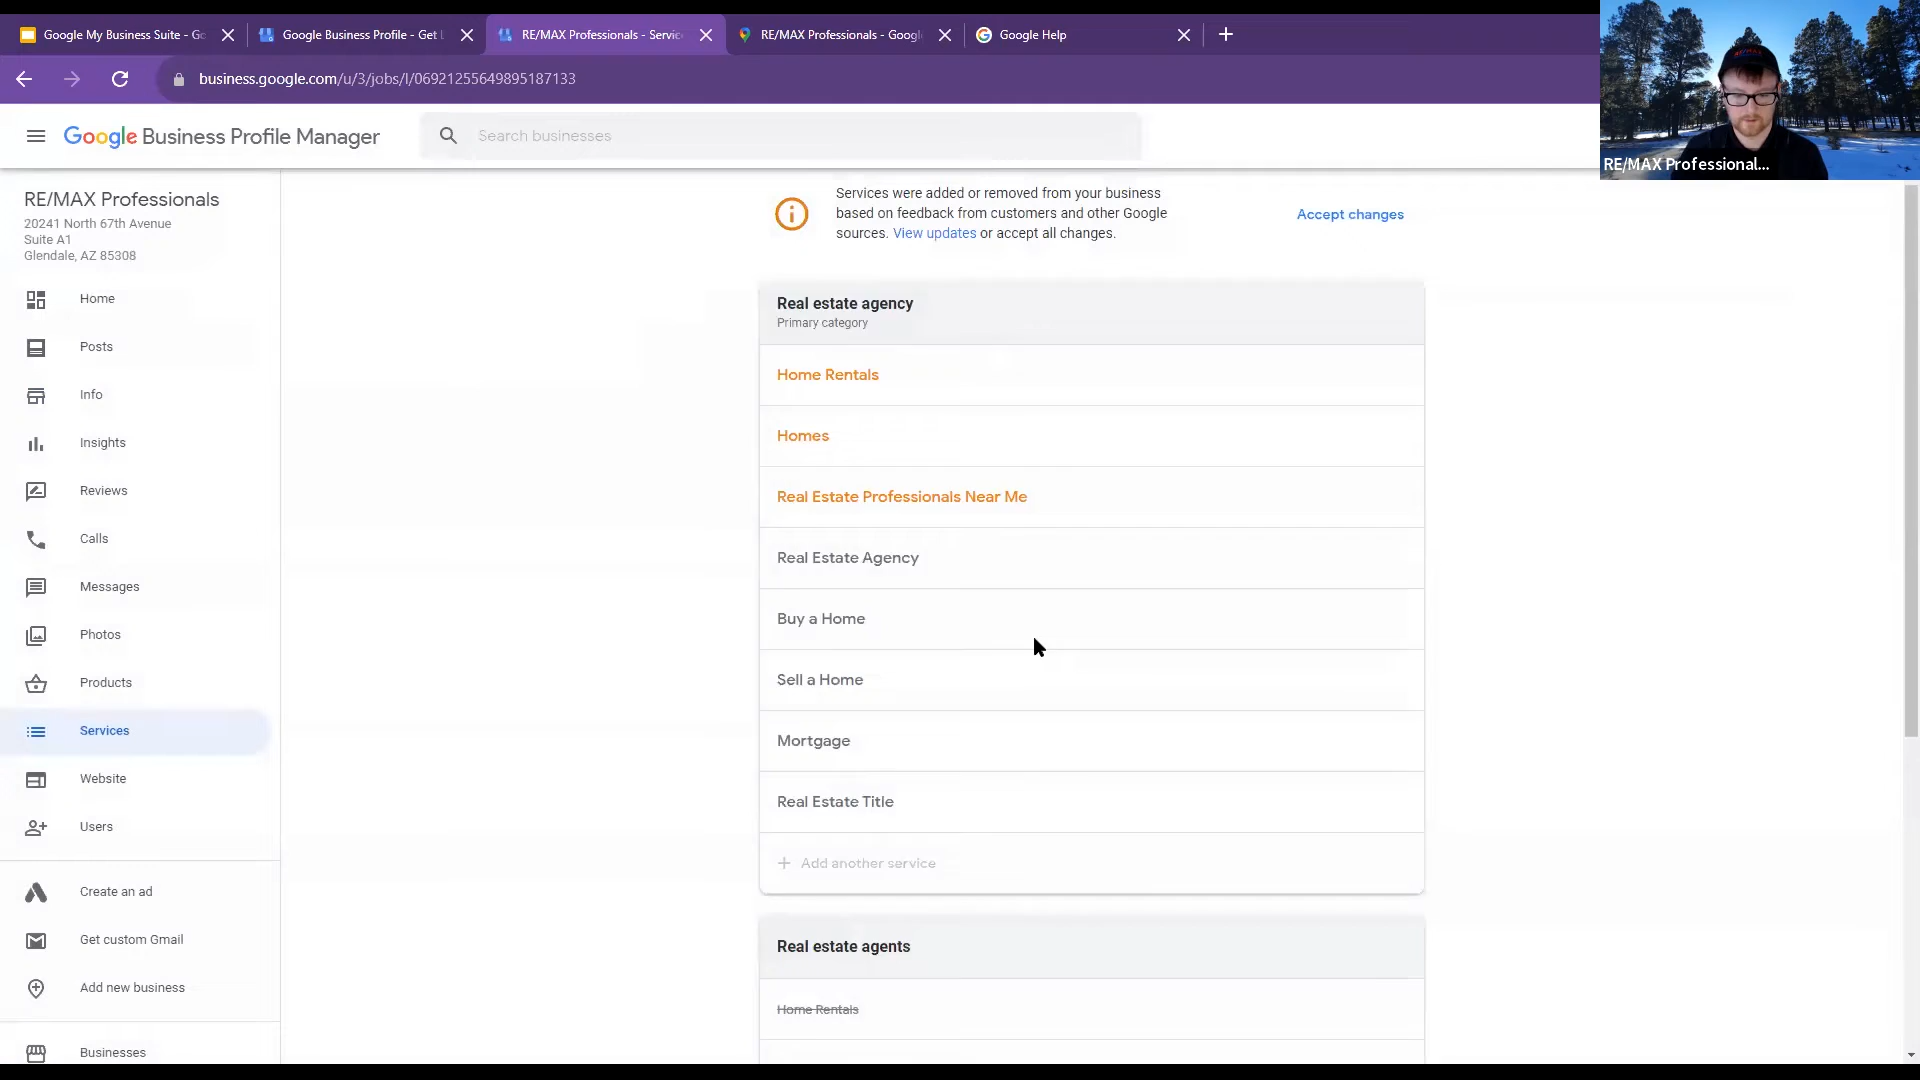 Google My Business Suite - Go
Google Business Profile - Get L
RE/MAX Professionals - Servic
RE/MAX Professionals - Googl
Google Help
business.google.com/u/3/jobs/l/06921255649895187133
Google Business Profile Manager
Search businesses
RE/MAX Professional...
RE/MAX Professionals
20241 North 67th Avenue
Suite A1
Glendale, AZ 85308
Home
Posts
Info
Insights
Reviews
Calls
Messages
Photos
Products
Services
Website
Users
Create an ad
Get custom Gmail
Add new business
Businesses
Services were added or removed from your business
based on feedback from customers and other Google
sources. View updates or accept all changes.
Accept changes
Real estate agency
Primary category
Home Rentals
Homes
Real Estate Professionals Near Me
Real Estate Agency
Buy a Home
Sell a Home
Mortgage
Real Estate Title
+ Add another service
Real estate agents
Home Rentals